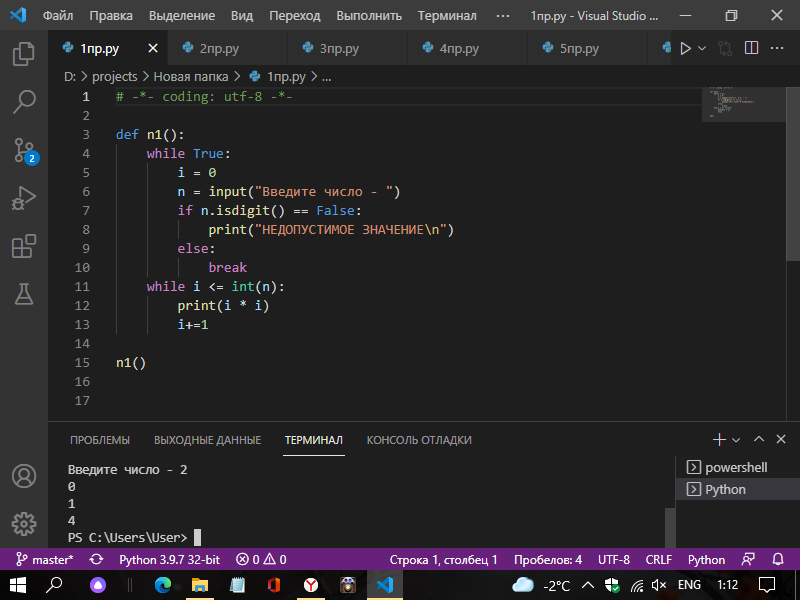 Файл Правка Выделение Вид Переход Выполнить Терминал ··· 1пр.py - Visual Studio ...
1пр.py 2пр.py 3пр.py 4пр.py 5пр.py
D: > projects > Новая папка > 1пр.py > ...
1 # -*- coding: utf-8 -*-
2
3 def n1():
4 while True:
5 i = 0
6 n = input("Введите число - ")
7 if n.isdigit() == False:
8 print("НЕДОПУСТИМОЕ ЗНАЧЕНИЕ\n")
9 else:
10 break
11 while i <= int(n):
12 print(i * i)
13 i+=1
14
15 n1()
16
17
ПРОБЛЕМЫ ВЫХОДНЫЕ ДАННЫЕ ТЕРМИНАЛ КОНСОЛЬ ОТЛАДКИ
Введите число - 2
0
1
4
PS C:\Users\User>
powershell
Python
2
master* Python 3.9.7 32-bit 0 0 Строка 1, столбец 1 Пробелов: 4 UTF-8 CRLF Python
-2°C ENG 1:12